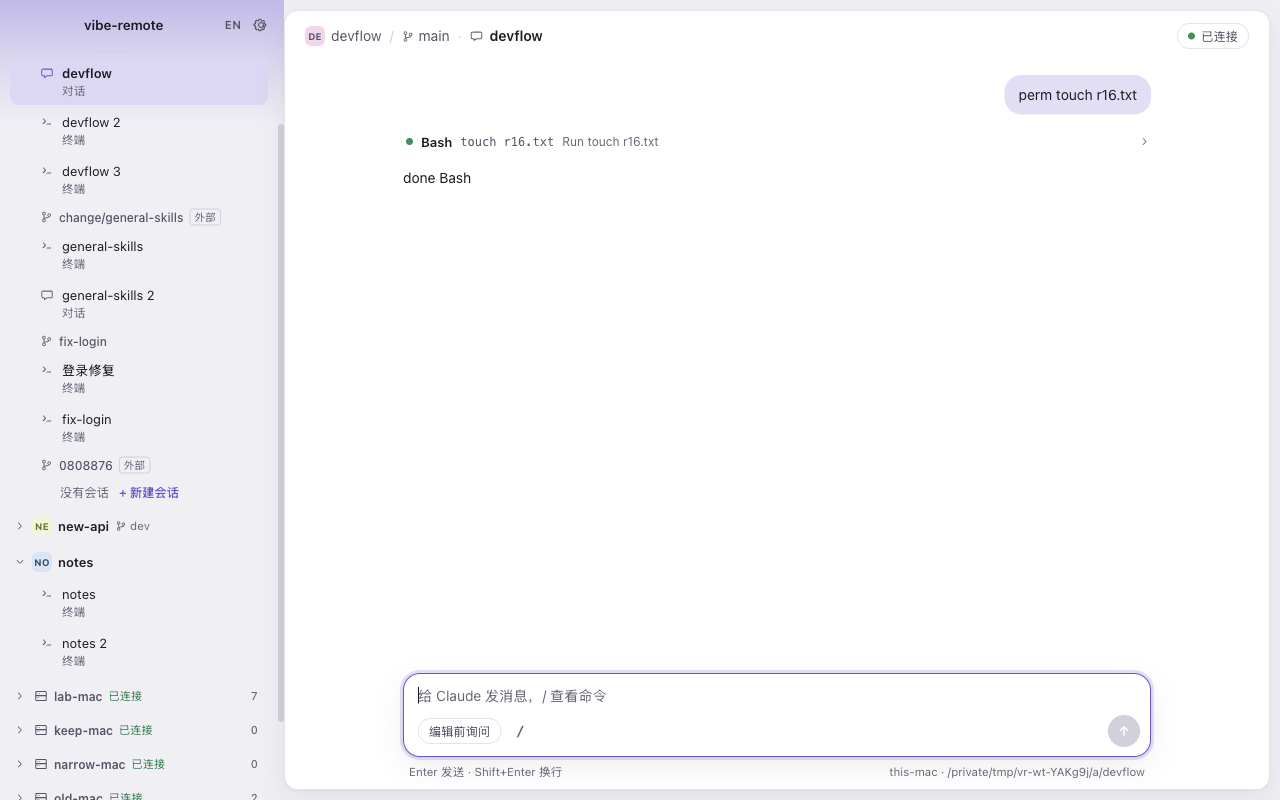 vibe-remote
EN
devflow
对话
devflow 2
终端
devflow 3
终端
change/general-skills 外部
general-skills
终端
general-skills 2
对话
fix-login
登录修复
终端
fix-login
终端
0808876 外部
没有会话 + 新建会话
NE new-api dev
NO notes
notes
终端
notes 2
终端
lab-mac 已连接 7
keep-mac 已连接 0
narrow-mac 已连接 0
old-mac 已连接 2
DE devflow / main · devflow
已连接
perm touch r16.txt
Bash touch r16.txt Run touch r16.txt
done Bash
给 Claude 发消息，/ 查看命令
编辑前询问 /
Enter 发送 · Shift+Enter 换行
this-mac · /private/tmp/vr-wt-YAKg9j/a/devflow